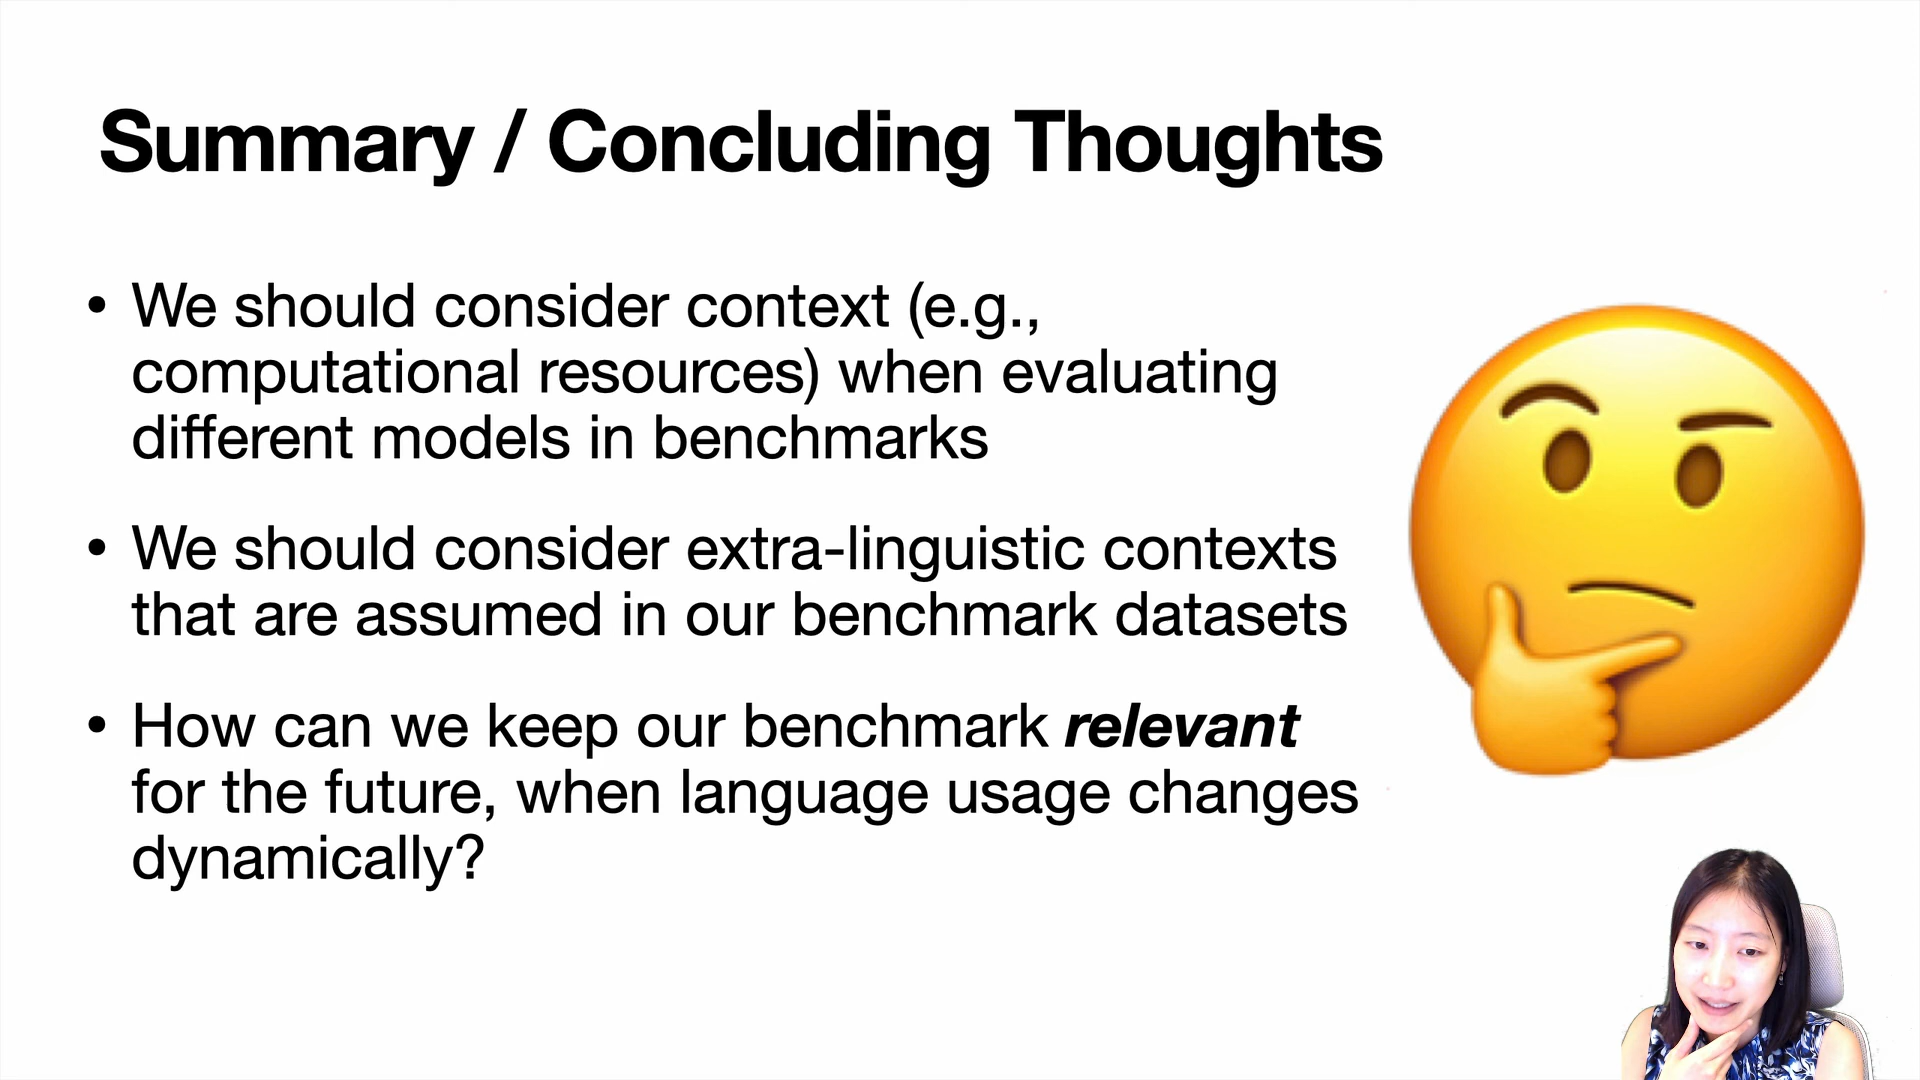 Summary / Concluding Thoughts
• We should consider context (e.g.,
computational resources) when evaluating
different models in benchmarks
• We should consider extra-linguistic contexts
that are assumed in our benchmark datasets
• How can we keep our benchmark relevant
for the future, when language usage changes
dynamically?